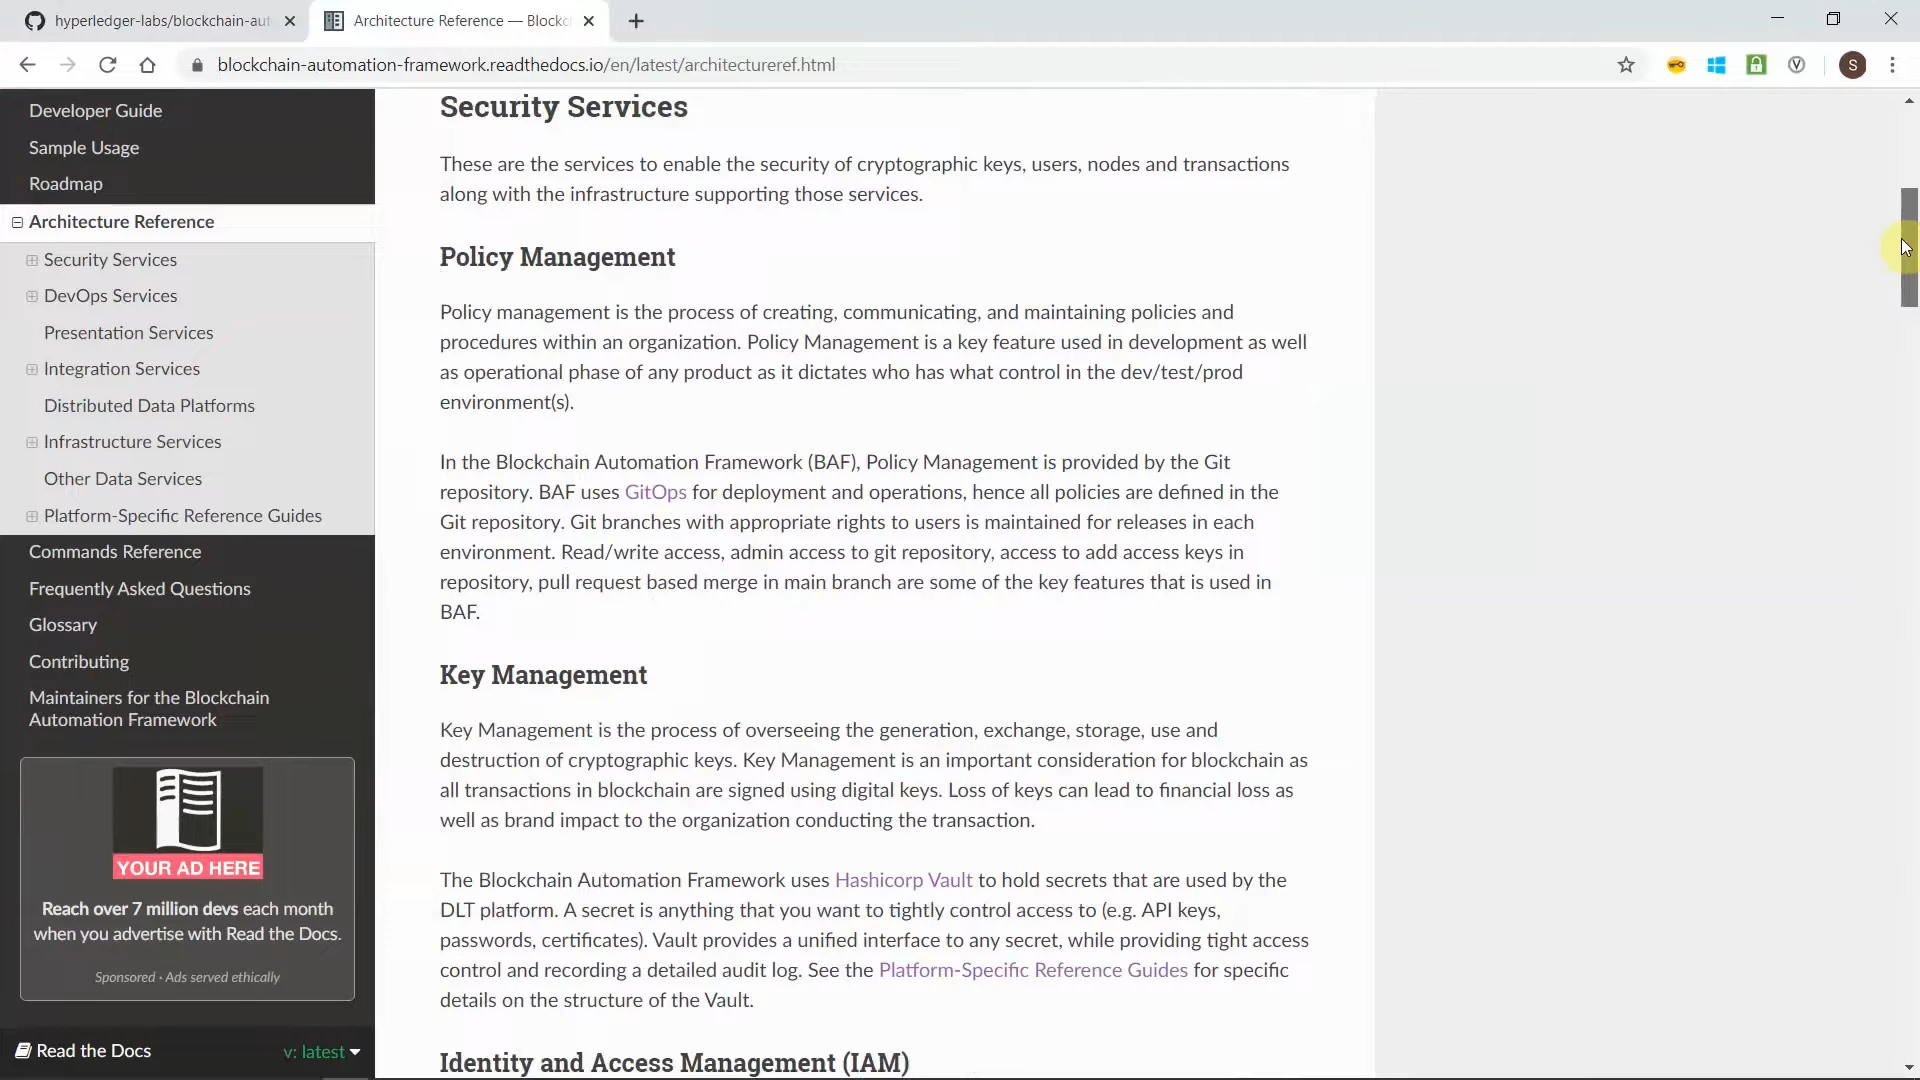 hyperledger-labs/blockchain-aut
Architecture Reference — Blockc
blockchain-automation-framework.readthedocs.io/en/latest/architectureref.html
S
Developer Guide
Sample Usage
Roadmap
Architecture Reference
Security Services
DevOps Services
Presentation Services
Integration Services
Distributed Data Platforms
Infrastructure Services
Other Data Services
Platform-Specific Reference Guides
Commands Reference
Frequently Asked Questions
Glossary
Contributing
Maintainers for the Blockchain
Automation Framework
YOUR AD HERE
Reach over 7 million devs each month
when you advertise with Read the Docs.
Sponsored · Ads served ethically
Read the Docs
v: latest
Security Services
These are the services to enable the security of cryptographic keys, users, nodes and transactions
along with the infrastructure supporting those services.
Policy Management
Policy management is the process of creating, communicating, and maintaining policies and
procedures within an organization. Policy Management is a key feature used in development as well
as operational phase of any product as it dictates who has what control in the dev/test/prod
environment(s).
In the Blockchain Automation Framework (BAF), Policy Management is provided by the Git
repository. BAF uses GitOps for deployment and operations, hence all policies are defined in the
Git repository. Git branches with appropriate rights to users is maintained for releases in each
environment. Read/write access, admin access to git repository, access to add access keys in
repository, pull request based merge in main branch are some of the key features that is used in
BAF.
Key Management
Key Management is the process of overseeing the generation, exchange, storage, use and
destruction of cryptographic keys. Key Management is an important consideration for blockchain as
all transactions in blockchain are signed using digital keys. Loss of keys can lead to financial loss as
well as brand impact to the organization conducting the transaction.
The Blockchain Automation Framework uses Hashicorp Vault to hold secrets that are used by the
DLT platform. A secret is anything that you want to tightly control access to (e.g. API keys,
passwords, certificates). Vault provides a unified interface to any secret, while providing tight access
control and recording a detailed audit log. See the Platform-Specific Reference Guides for specific
details on the structure of the Vault.
Identity and Access Management (IAM)